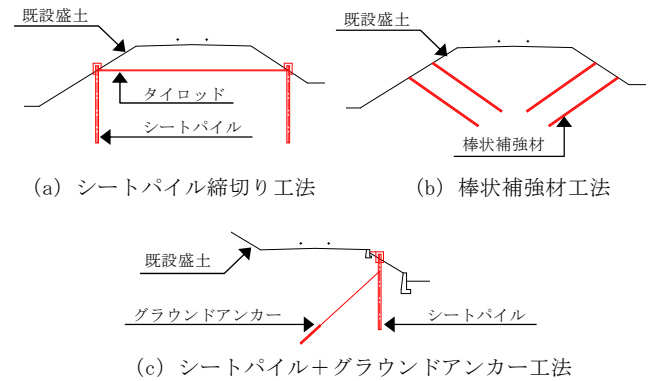 既設盛土
タイロッド
シートパイル
(a) シートパイル締切り工法
既設盛土
棒状補強材
(b) 棒状補強材工法
既設盛土
グラウンドアンカー
シートパイル
(c) シートパイル＋グラウンドアンカー工法